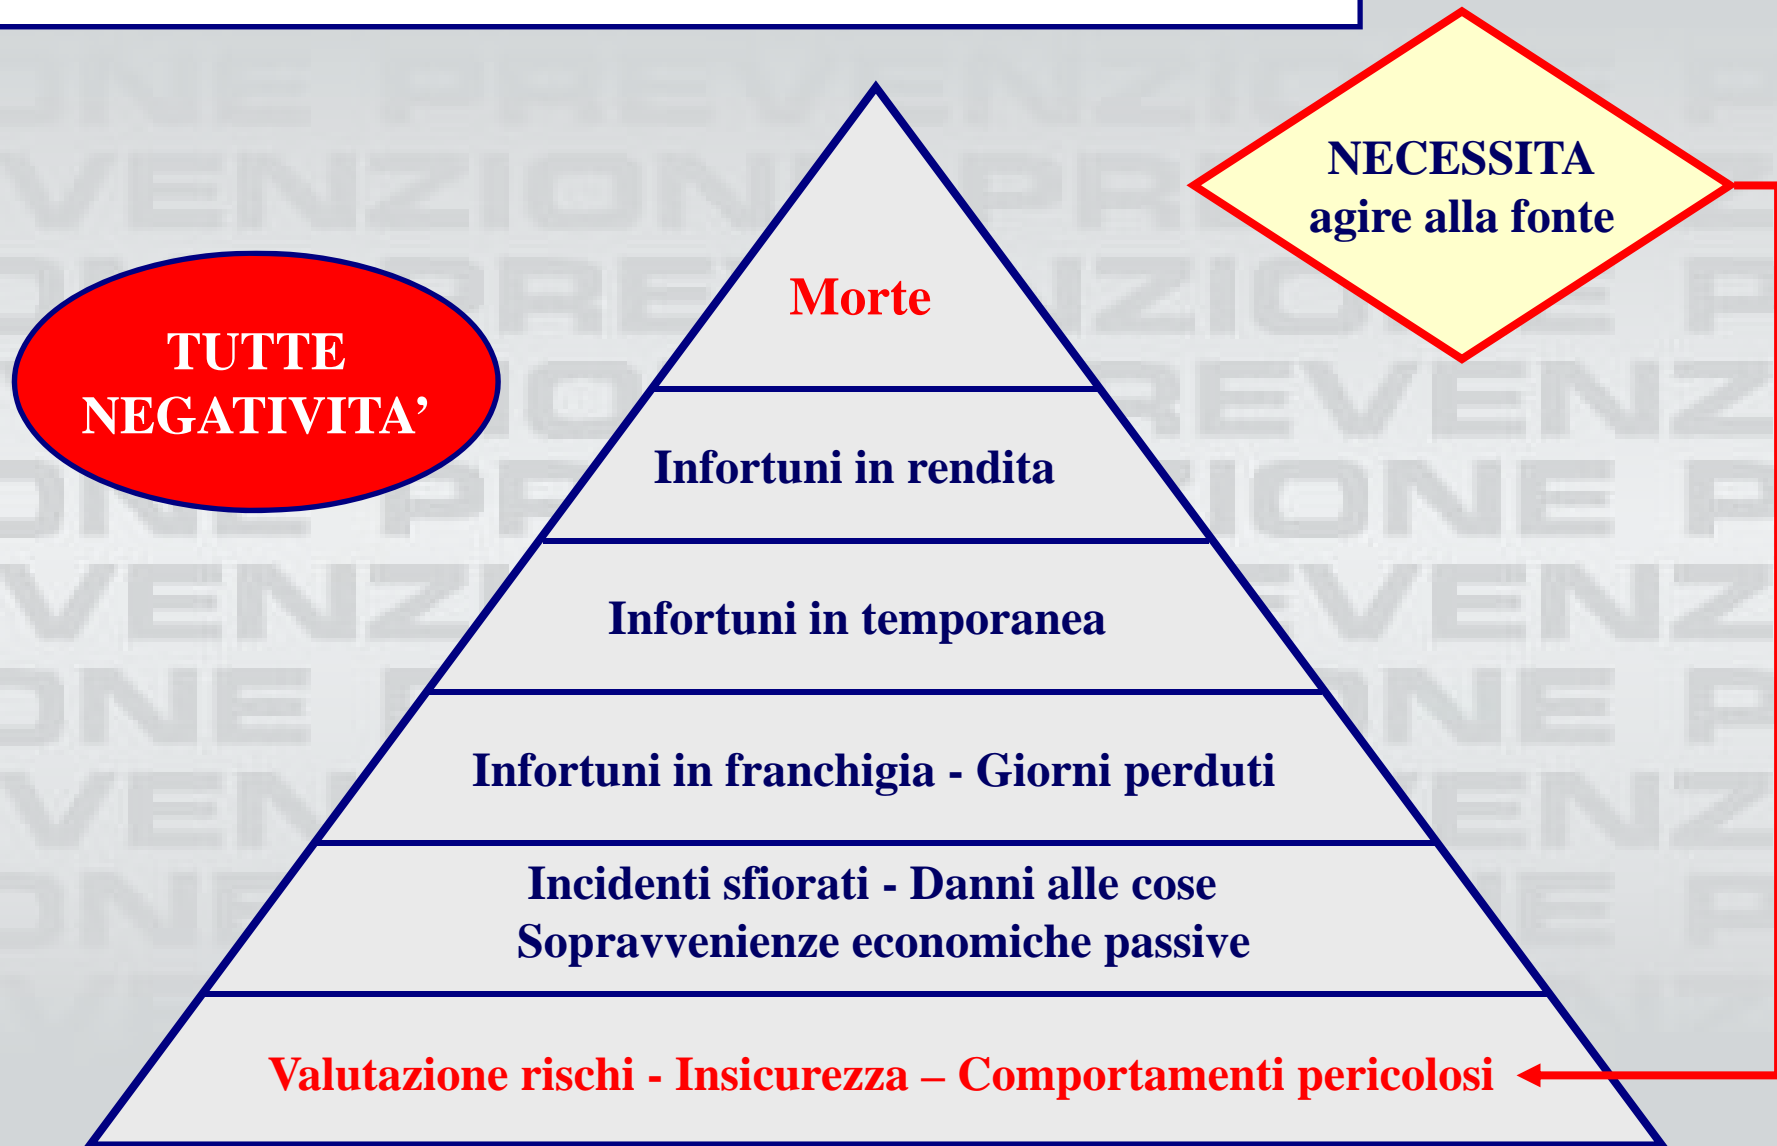 NECESSITA
agire alla fonte
TUTTE
NEGATIVITA’
Morte
Infortuni in rendita
Infortuni in temporanea
Infortuni in franchigia - Giorni perduti
Incidenti sfiorati - Danni alle cose
Sopravvenienze economiche passive
Valutazione rischi - Insicurezza – Comportamenti pericolosi